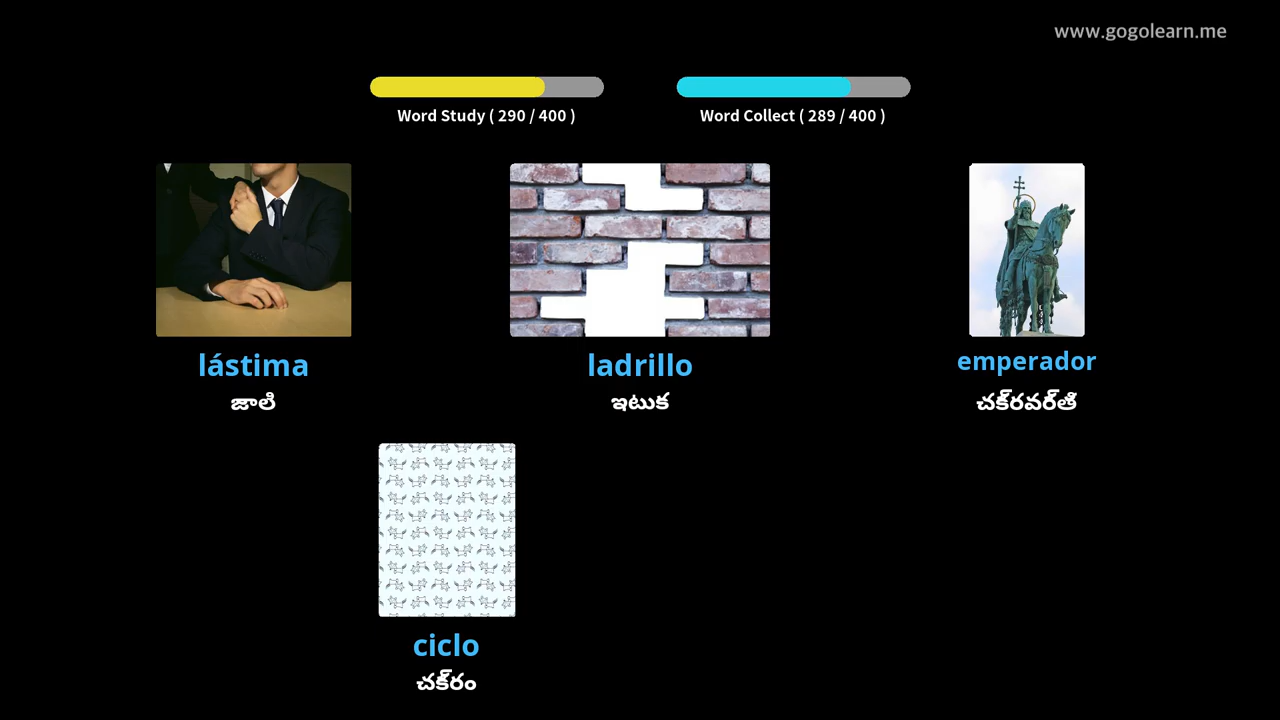 www.gogolearn.me
Word Study ( 290 / 400 )
Word Collect ( 289 / 400 )
lástima
ladrillo
emperador
జాలి
ఇటుక
చక్రవర్తి
ciclo
చక్రం